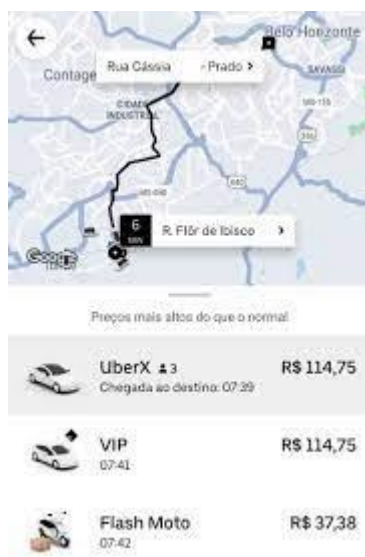 Belo Horizonte
Rua Cássia - Prado >
Contage
SAVASSI
CIDADE
INDUSTRIAL
6
MIN
R. Flôr de Ibisco >
Google
Preços mais altos do que o normal
UberX 3
R$ 114,75
Chegada ao destino: 07:39
VIP
R$ 114,75
07:41
Flash Moto
R$ 37,38
07:42